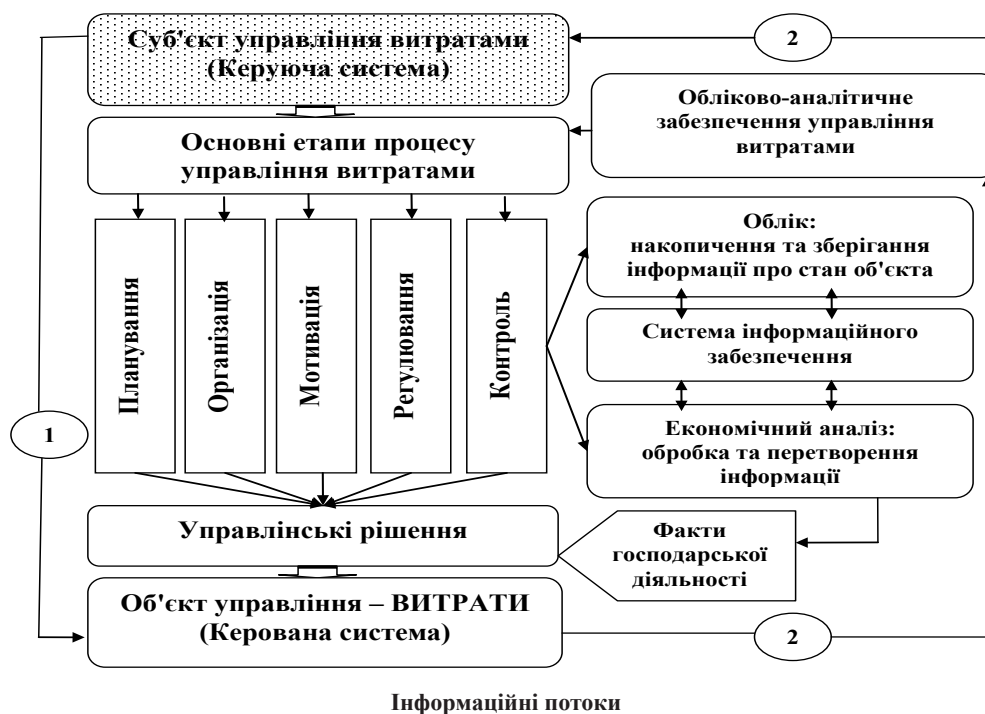 Суб'єкт управління витратами
(Керуюча система)
2
Обліково-аналітичне
забезпечення управління
витратами
Основні етапи процесу
управління витратами
Планування
Організація
Мотивація
Регулювання
Контроль
Облік:
накопичення та зберігання
інформації про стан об'єкта
Система інформаційного
забезпечення
Економічний аналіз:
обробка та перетворення
інформації
1
Управлінські рішення
Факти
господарської
діяльності
Об'єкт управління – ВИТРАТИ
(Керована система)
2
Інформаційні потоки